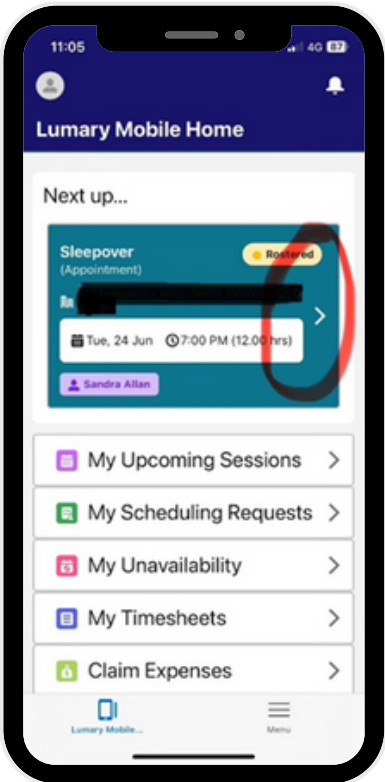 11:05
4G 87
Lumary Mobile Home
Next up...
Sleepover
Rostered
(Appointment)
Tue, 24 Jun 7:00 PM (12.00 hrs)
Sandra Allan
My Upcoming Sessions
My Scheduling Requests
My Unavailability
My Timesheets
Claim Expenses
Lumary Mobile...
Menu